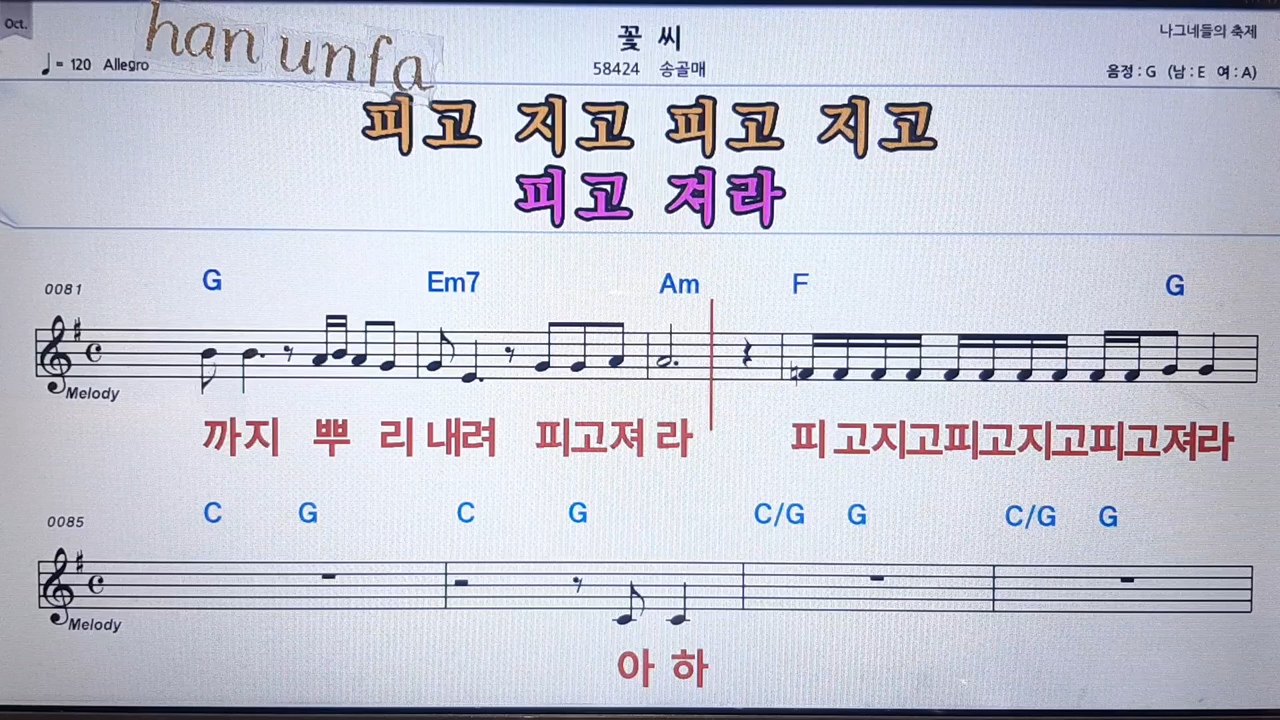 Oct.
han unfa
꽃 씨
나그네들의 축제
♩ = 120 Allegro
58424 송골매
음정 : G (남 : E 여 : A)
피고 지고 피고 지고
피고 져라
0081
G Em7 Am F G
Melody
까지 뿌 리 내려 피고져 라 피 고지고피고지고피고져라
0085
C G C G C/G G C/G G
Melody
아 하